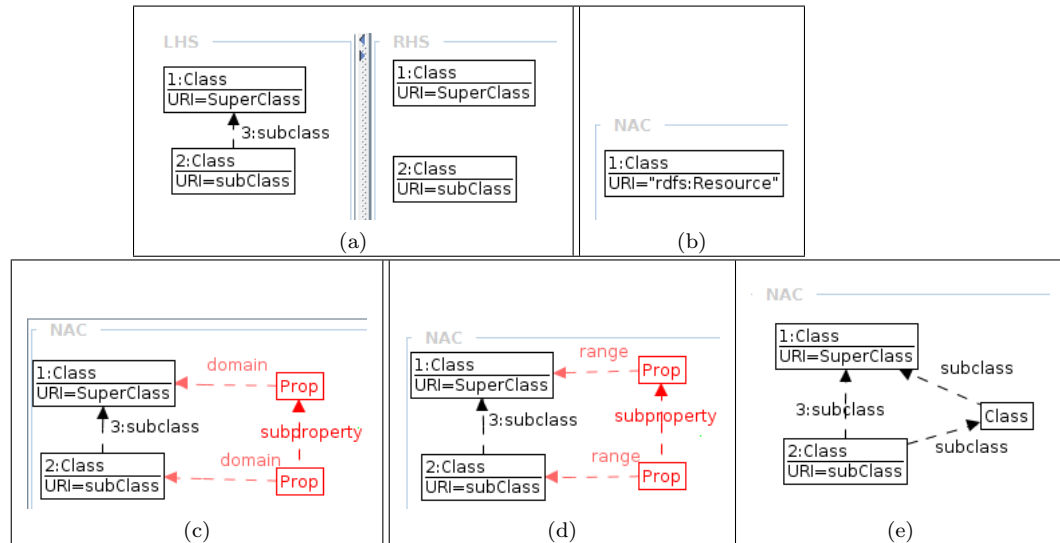 LHS
RHS
1:Class
URI=SuperClass
3:subclass
2:Class
URI=subClass
1:Class
URI=SuperClass
2:Class
URI=subClass
(a)
NAC
1:Class
URI="rdfs:Resource"
(b)
NAC
1:Class
URI=SuperClass
domain
Prop
3:subclass
subproperty
2:Class
URI=subClass
domain
Prop
(c)
NAC
1:Class
URI=SuperClass
range
Prop
3:subclass
subproperty
2:Class
URI=subClass
range
Prop
(d)
NAC
1:Class
URI=SuperClass
subclass
3:subclass
Class
subclass
2:Class
URI=subClass
(e)